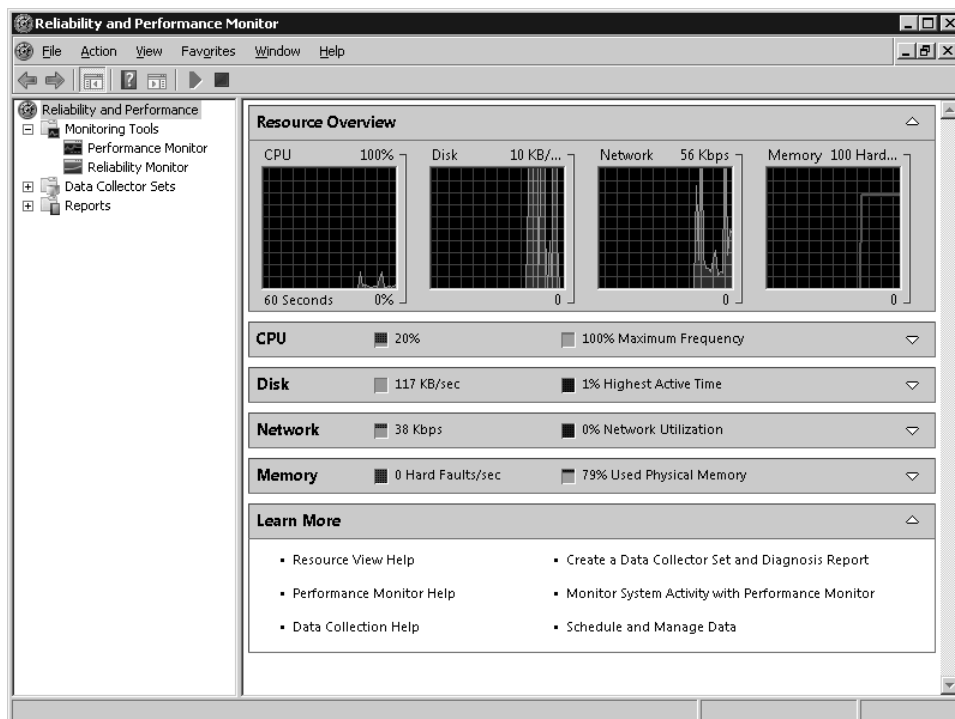 Reliability and Performance Monitor
File Action View Favorites Window Help
Reliability and Performance
Monitoring Tools
Performance Monitor
Reliability Monitor
Data Collector Sets
Reports
Resource Overview
CPU 100% Disk 10 KB/... Network 56 Kbps Memory 100 Hard...
60 Seconds 0% 0 0 0
CPU 20% 100% Maximum Frequency
Disk 117 KB/sec 1% Highest Active Time
Network 38 Kbps 0% Network Utilization
Memory 0 Hard Faults/sec 79% Used Physical Memory
Learn More
▪ Resource View Help ▪ Create a Data Collector Set and Diagnosis Report
▪ Performance Monitor Help ▪ Monitor System Activity with Performance Monitor
▪ Data Collection Help ▪ Schedule and Manage Data